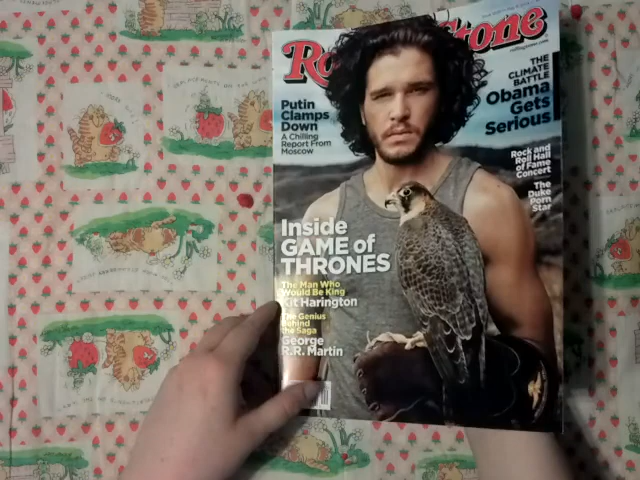 Rolling Stone
rollingstone.com
Putin
Clamps
Down
A Chilling
Report From
Moscow
THE
CLIMATE
BATTLE
Obama
Gets
Serious
Rock and
Roll Hall
of Fame
Concert
The
Duke
Porn
Star
Inside
GAME of
THRONES
The Man Who
Would Be King
Kit Harington
The Genius
Behind
the Saga
George
R.R. Martin